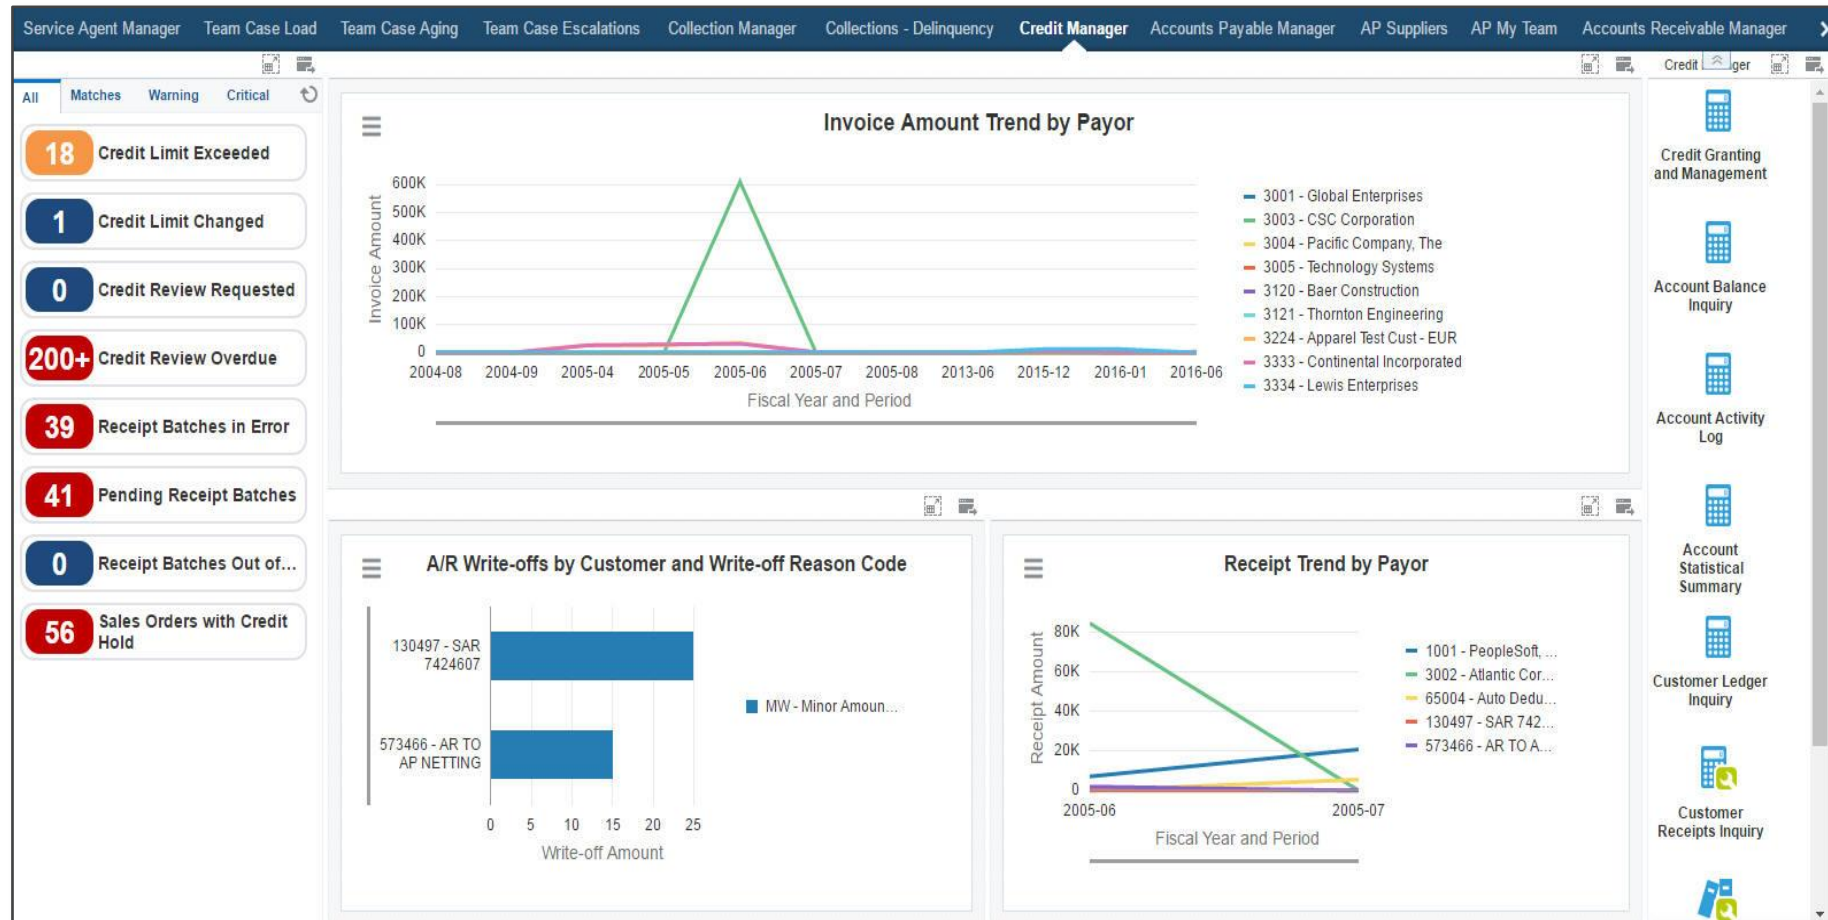 Service Agent Manager Team Case Load Team Case Aging Team Case Escalations Collection Manager Collections - Delinquency Credit Manager Accounts Payable Manager AP Suppliers AP My Team Accounts Receivable Manager
All Matches Warning Critical
18 Credit Limit Exceeded
1 Credit Limit Changed
0 Credit Review Requested
200+ Credit Review Overdue
39 Receipt Batches in Error
41 Pending Receipt Batches
0 Receipt Batches Out of...
56 Sales Orders with Credit
Hold
Invoice Amount Trend by Payor
Invoice Amount
600K
500K
400K
300K
200K
100K
0
2004-08 2004-09 2005-04 2005-05 2005-06 2005-07 2005-08 2013-06 2015-12 2016-01 2016-06
Fiscal Year and Period
3001 - Global Enterprises
3003 - CSC Corporation
3004 - Pacific Company, The
3005 - Technology Systems
3120 - Baer Construction
3121 - Thornton Engineering
3224 - Apparel Test Cust - EUR
3333 - Continental Incorporated
3334 - Lewis Enterprises
A/R Write-offs by Customer and Write-off Reason Code
130497 - SAR
7424607
573466 - AR TO
AP NETTING
0 5 10 15 20 25
Write-off Amount
MW - Minor Amoun...
Receipt Trend by Payor
Receipt Amount
80K
60K
40K
20K
0
2005-06 2005-07
Fiscal Year and Period
1001 - PeopleSoft, ...
3002 - Atlantic Cor...
65004 - Auto Dedu...
130497 - SAR 742...
573466 - AR TO A...
Credit ger
Credit Granting
and Management
Account Balance
Inquiry
Account Activity
Log
Account
Statistical
Summary
Customer Ledger
Inquiry
Customer
Receipts Inquiry